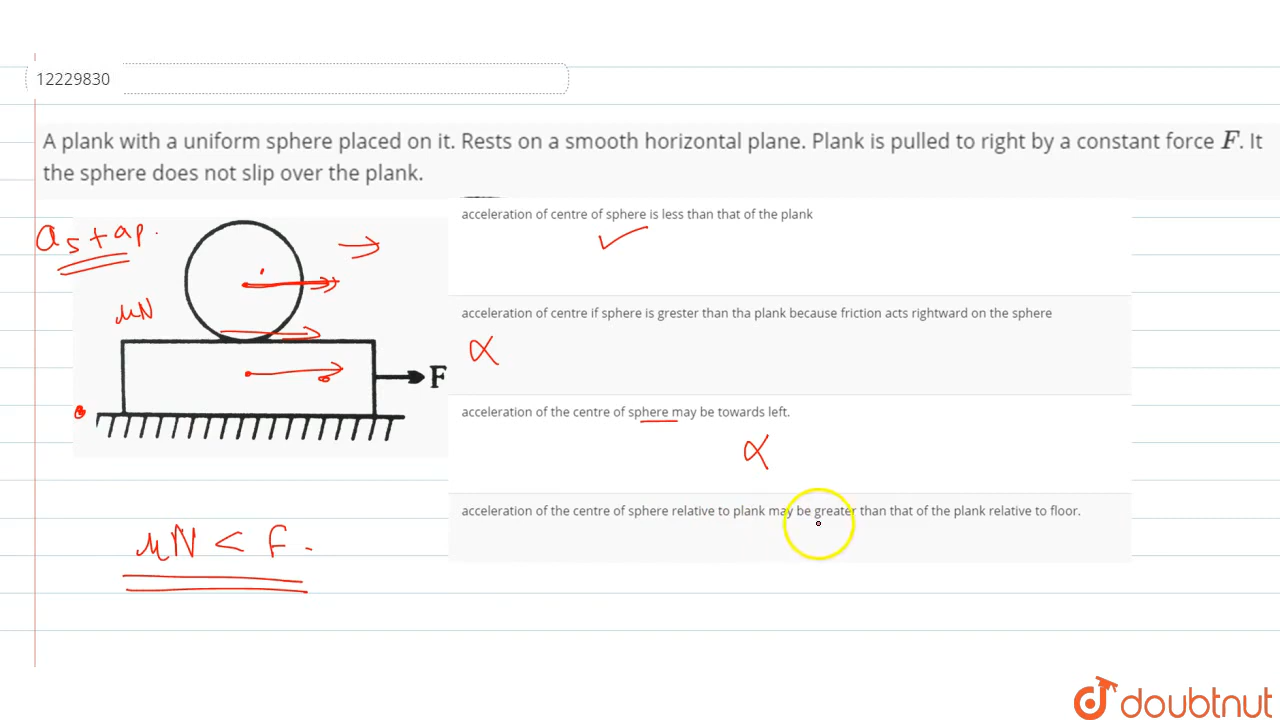 12229830
A plank with a uniform sphere placed on it. Rests on a smooth horizontal plane. Plank is pulled to right by a constant force F. It
the sphere does not slip over the plank.
acceleration of centre of sphere is less than that of the plank
as + ap.
μN
acceleration of centre if sphere is grester than tha plank because friction acts rightward on the sphere
F
α
acceleration of the centre of sphere may be towards left.
α
acceleration of the centre of sphere relative to plank may be greater than that of the plank relative to floor.
μN < F.
doubtnut